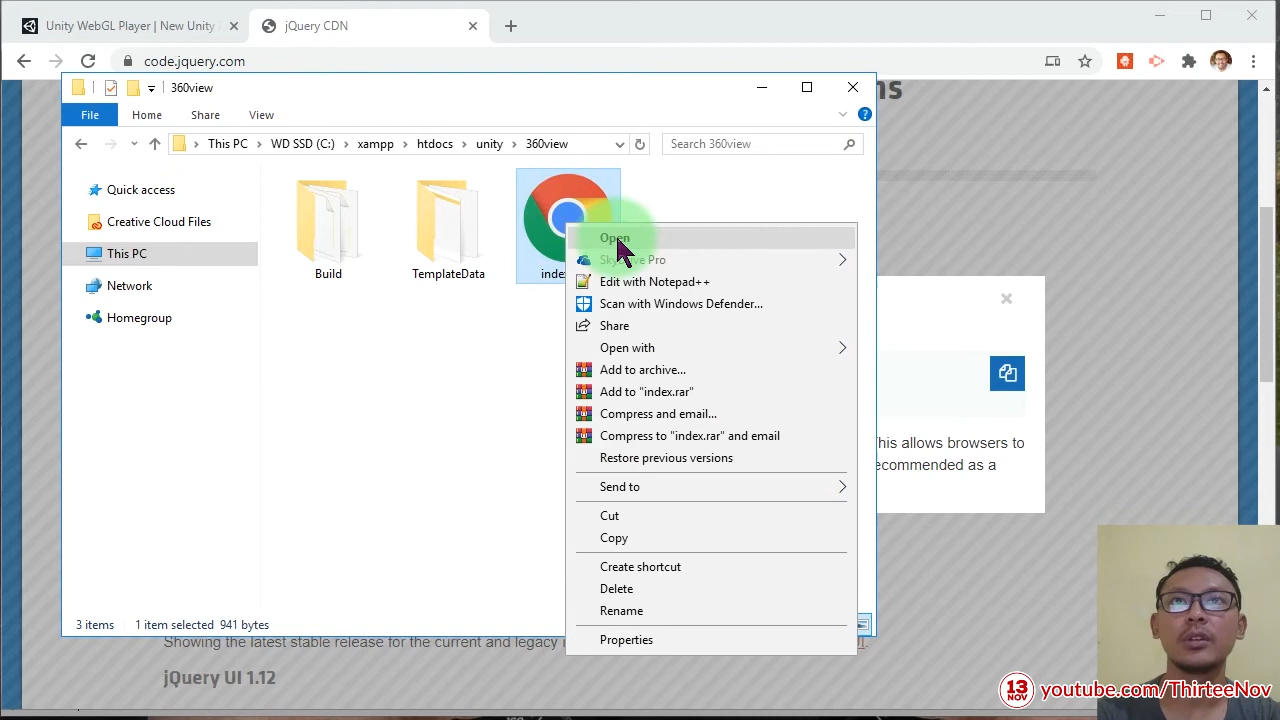 Unity WebGL Player | New Unity
jQuery CDN
code.jquery.com
360view
File
Home
Share
View
This PC
WD SSD (C:)
xampp
htdocs
unity
360view
Search 360view
Quick access
Creative Cloud Files
This PC
Network
Homegroup
Build
TemplateData
index
Open
Pro
Edit with Notepad++
Scan with Windows Defender...
Share
Open with
Add to archive...
Add to "index.rar"
Compress and email...
Compress to "index.rar" and email
Restore previous versions
Send to
Cut
Copy
Create shortcut
Delete
Rename
Properties
This allows browsers to
recommended as a
3 items
1 item selected 941 bytes
Showing the latest stable release for the current and legacy
jQuery UI 1.12
13
NOV
youtube.com/ThirteeNov